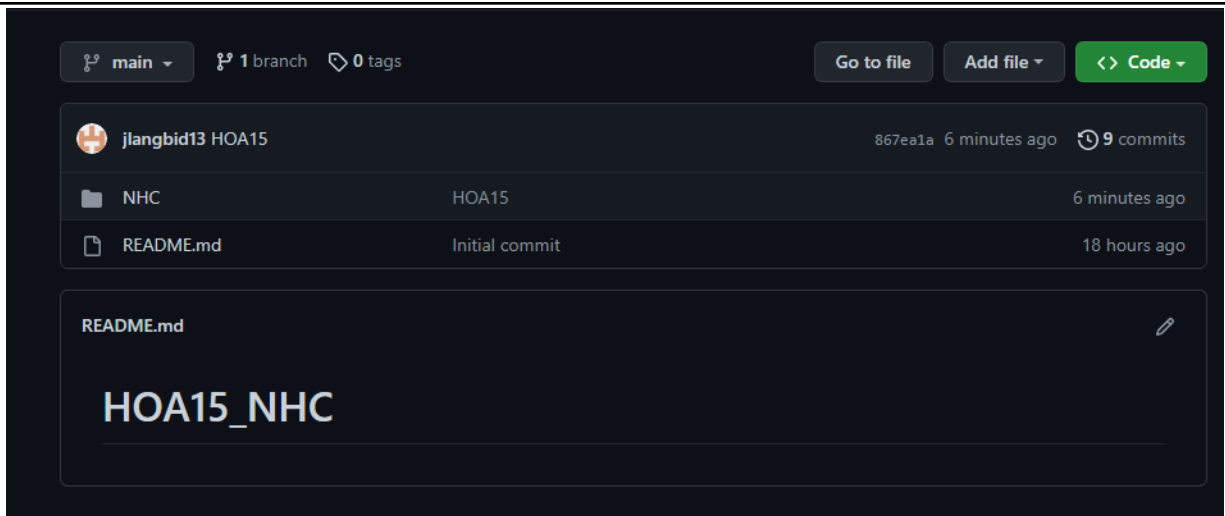 main 1 branch 0 tags Go to file Add file Code
jlangbid13 HOA15 867ea1a 6 minutes ago 9 commits
NHC HOA15 6 minutes ago
README.md Initial commit 18 hours ago
README.md
HOA15_NHC